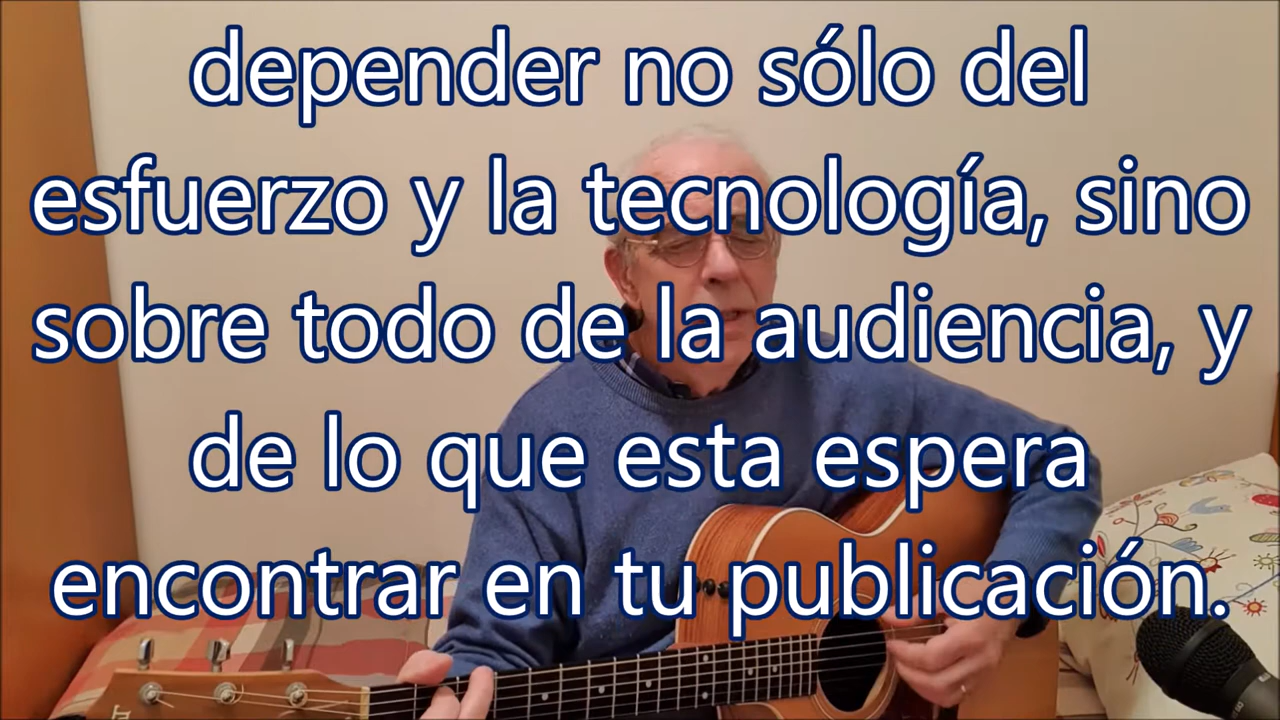 depender no sólo del
esfuerzo y la tecnología, sino
sobre todo de la audiencia, y
de lo que esta espera
encontrar en tu publicación.